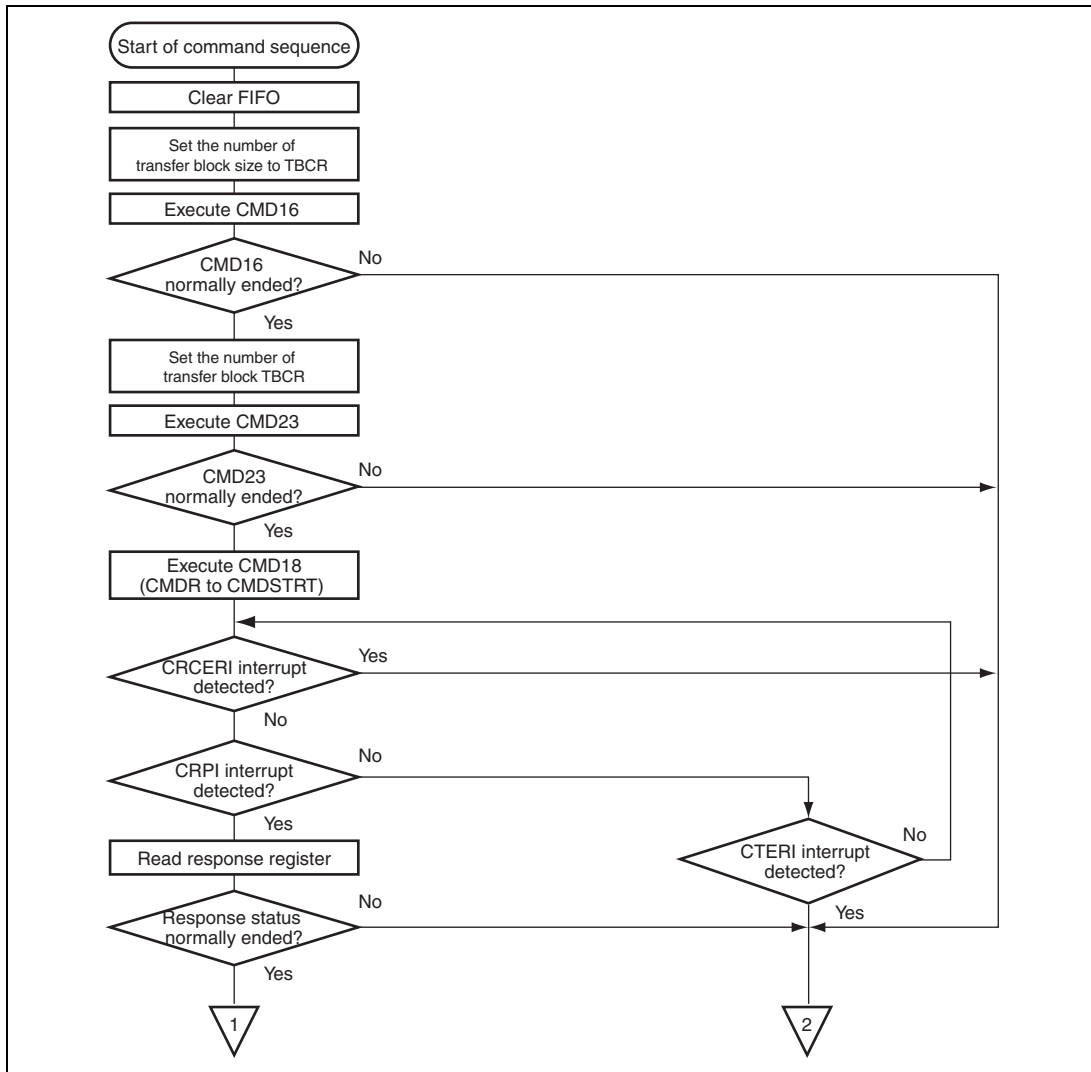 Start of command sequence
Clear FIFO
Set the number of
transfer block size to TBCR
Execute CMD16
CMD16
normally ended?
No
Yes
Set the number of
transfer block TBCR
Execute CMD23
CMD23
normally ended?
No
Yes
Execute CMD18
(CMDR to CMDSTRT)
CRCERI interrupt
detected?
Yes
No
CRPI interrupt
detected?
No
Yes
CTERI interrupt
detected?
No
Yes
Read response register
Response status
normally ended?
No
Yes
1
2